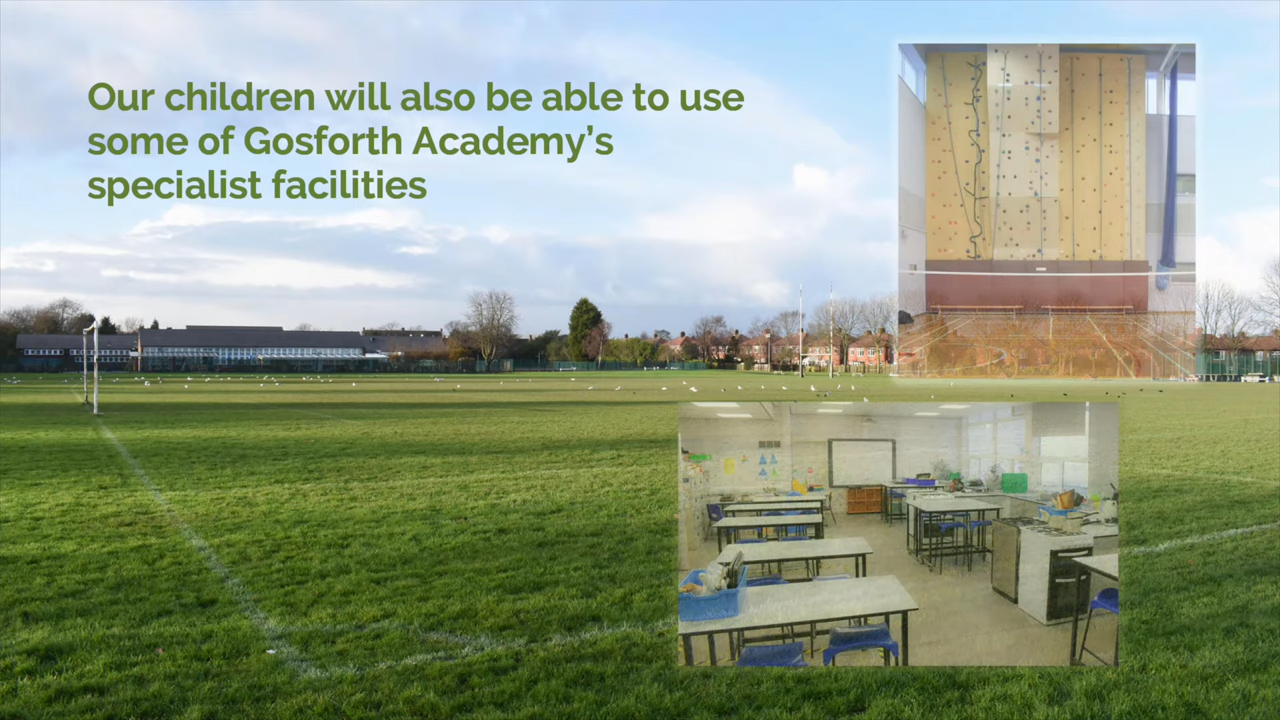 Our children will also be able to use
some of Gosforth Academy’s
specialist facilities